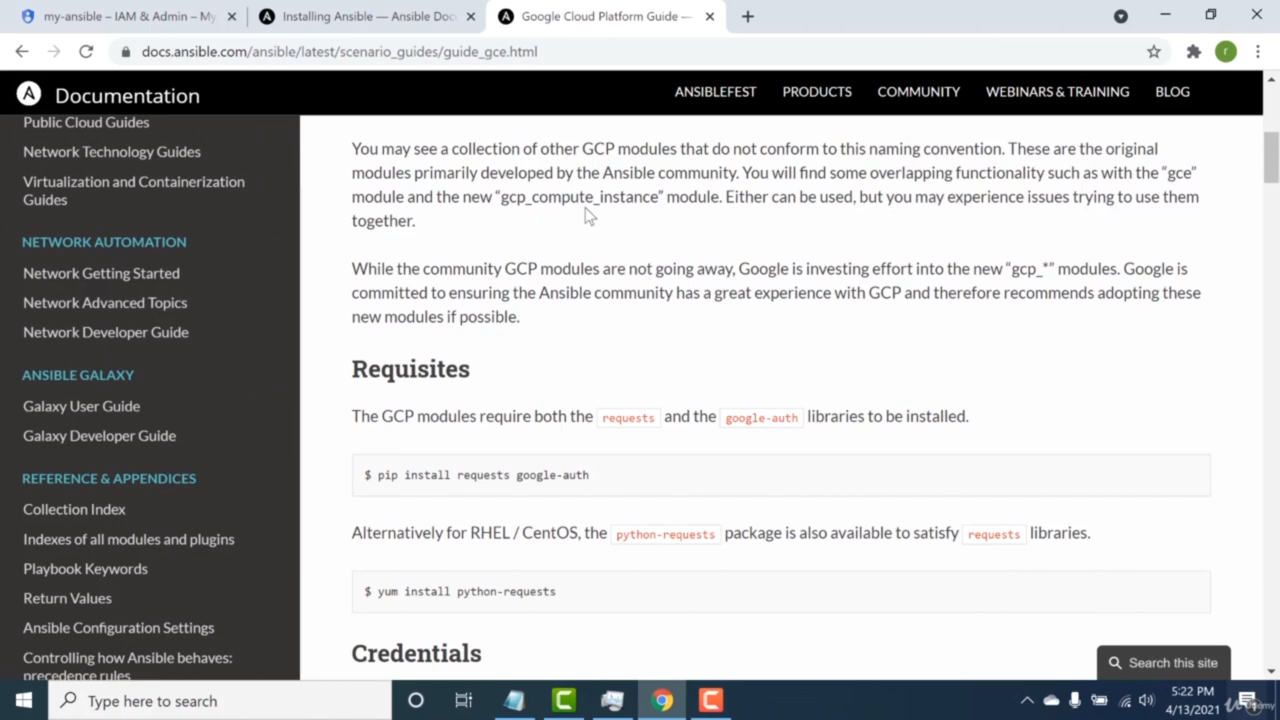 my-ansible – IAM & Admin – My
Installing Ansible — Ansible Doc
Google Cloud Platform Guide —
docs.ansible.com/ansible/latest/scenario_guides/guide_gce.html
r
Documentation
ANSIBLEFEST
PRODUCTS
COMMUNITY
WEBINARS & TRAINING
BLOG
Public Cloud Guides
Network Technology Guides
Virtualization and Containerization
Guides
NETWORK AUTOMATION
Network Getting Started
Network Advanced Topics
Network Developer Guide
ANSIBLE GALAXY
Galaxy User Guide
Galaxy Developer Guide
REFERENCE & APPENDICES
Collection Index
Indexes of all modules and plugins
Playbook Keywords
Return Values
Ansible Configuration Settings
Controlling how Ansible behaves:
precedence rules
You may see a collection of other GCP modules that do not conform to this naming convention. These are the original
modules primarily developed by the Ansible community. You will find some overlapping functionality such as with the “gce”
module and the new “gcp_compute_instance” module. Either can be used, but you may experience issues trying to use them
together.
While the community GCP modules are not going away, Google is investing effort into the new “gcp_*” modules. Google is
committed to ensuring the Ansible community has a great experience with GCP and therefore recommends adopting these
new modules if possible.
Requisites
The GCP modules require both the requests and the google-auth libraries to be installed.
$ pip install requests google-auth
Alternatively for RHEL / CentOS, the python-requests package is also available to satisfy requests libraries.
$ yum install python-requests
Credentials
Search this site
Type here to search
5:22 PM
4/13/2021
Udemy